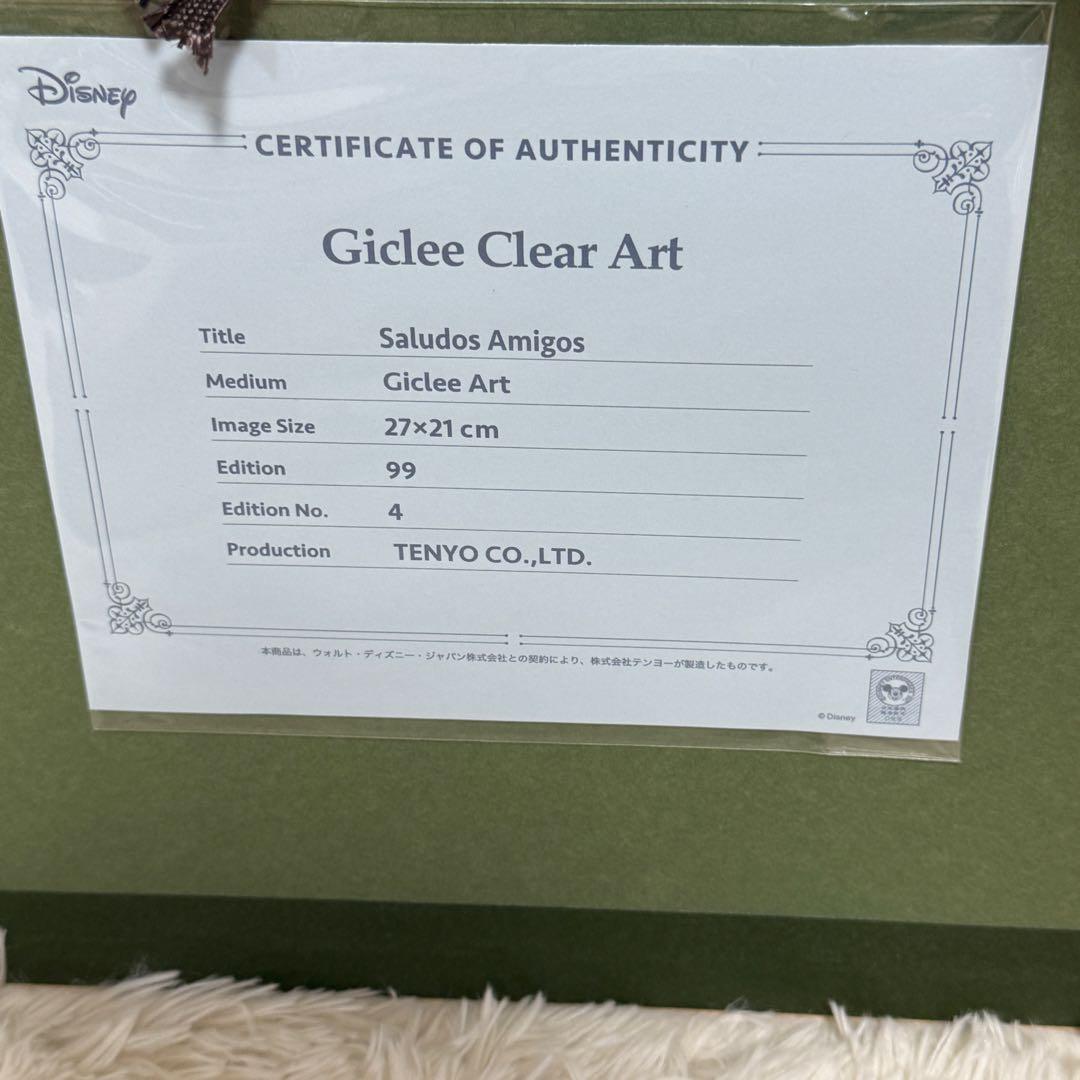 Disney
CERTIFICATE OF AUTHENTICITY
Giclee Clear Art
Title Saludos Amigos
Medium Giclee Art
Image Size 27×21 cm
Edition 99
Edition No. 4
Production TENYO CO.,LTD.
本商品は、ウォルト・ディズニー・ジャパン株式会社との契約により、株式会社テンヨーが製造したものです。
© Disney